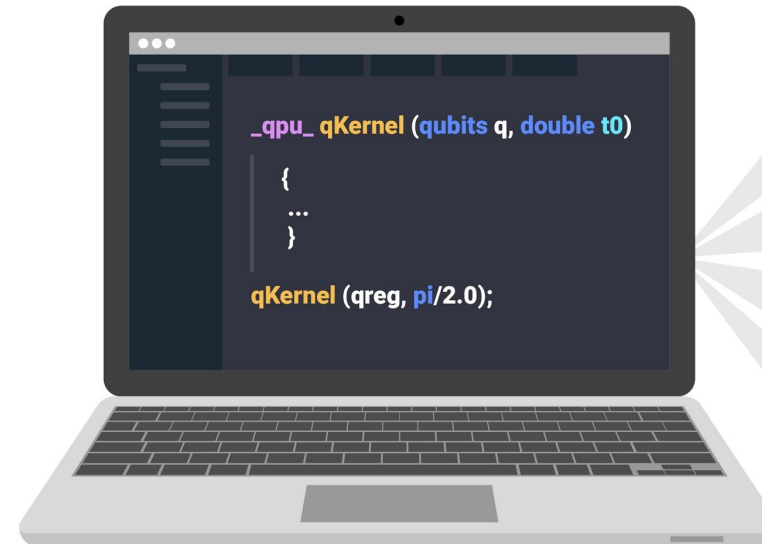 _qpu_ qKernel (qubits q, double t0)
{
...
}
qKernel (qreg, pi/2.0);